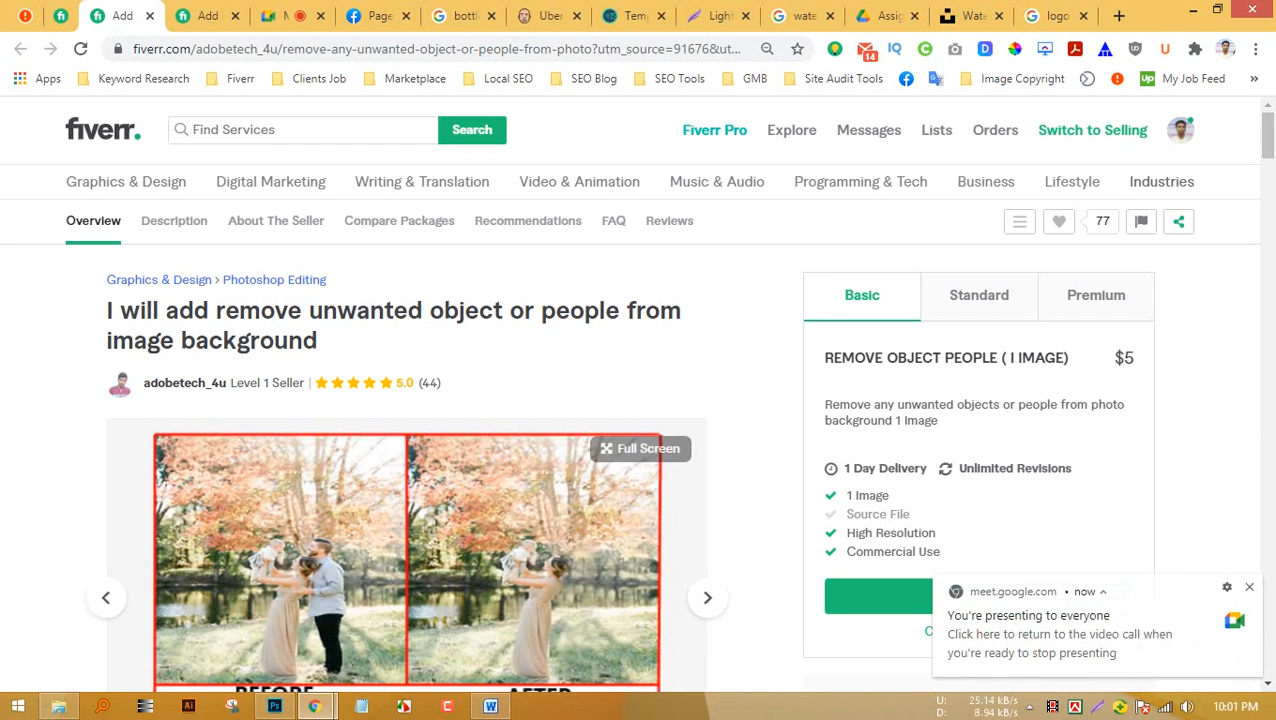 Add
Add
M
Page
bottl
Uber
Temp
Light
wate
Assig
Wate
logo
fiverr.com/adobetech_4u/remove-any-unwanted-object-or-people-from-photo?utm_source=91676&ut...
14
Apps
Keyword Research
Fiverr
Clients Job
Marketplace
Local SEO
SEO Blog
SEO Tools
GMB
Site Audit Tools
Image Copyright
My Job Feed
»
fiverr.
Find Services
Search
Fiverr Pro
Explore
Messages
Lists
Orders
Switch to Selling
Graphics & Design
Digital Marketing
Writing & Translation
Video & Animation
Music & Audio
Programming & Tech
Business
Lifestyle
Industries
Overview
Description
About The Seller
Compare Packages
Recommendations
FAQ
Reviews
77
Graphics & Design › Photoshop Editing
I will add remove unwanted object or people from
image background
adobetech_4u Level 1 Seller | 5.0 (44)
Full Screen
BEFORE
AFTER
Basic
Standard
Premium
REMOVE OBJECT PEOPLE ( I IMAGE)
$5
Remove any unwanted objects or people from photo
background 1 Image
1 Day Delivery
Unlimited Revisions
1 Image
Source File
High Resolution
Commercial Use
C
meet.google.com • now
You're presenting to everyone
Click here to return to the video call when
you're ready to stop presenting
U: 25.14 kB/s
D: 8.94 kB/s
10:01 PM